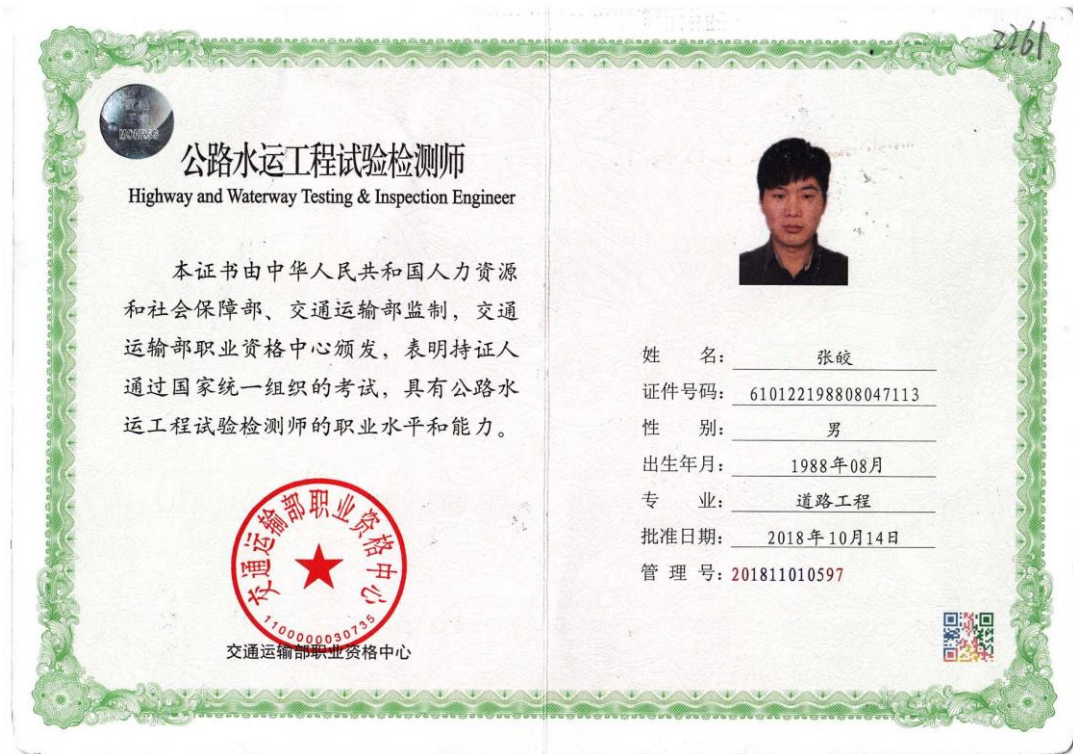 2261
MOHRSS
公路水运工程试验检测师
Highway and Waterway Testing & Inspection Engineer
本证书由中华人民共和国人力资源
和社会保障部、交通运输部监制，交通
运输部职业资格中心颁发，表明持证人
通过国家统一组织的考试，具有公路水
运工程试验检测师的职业水平和能力。
交通运输部职业资格中心
1100000030735
交通运输部职业资格中心
姓 名： 张皎
证件号码： 610122198808047113
性 别： 男
出生年月： 1988年08月
专 业： 道路工程
批准日期： 2018年10月14日
管 理 号：201811010597